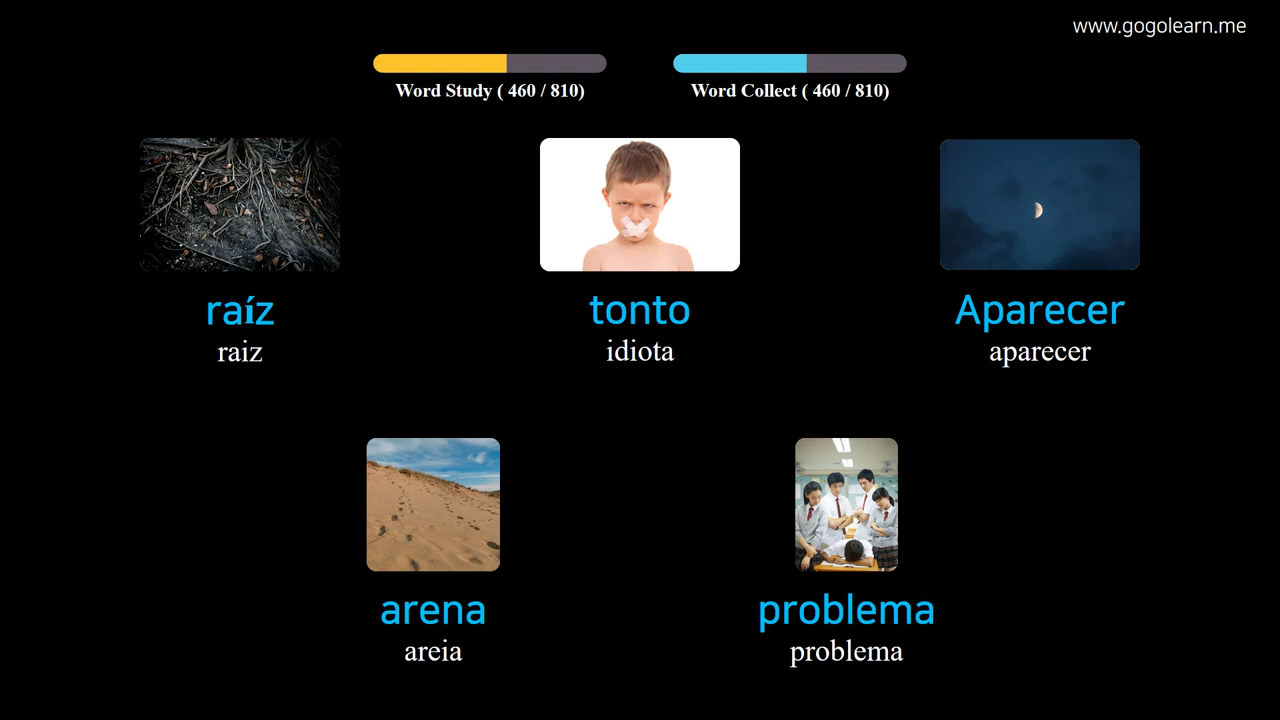 www.gogolearn.me
Word Study ( 460 / 810)
Word Collect ( 460 / 810)
raíz
raiz
tonto
idiota
Aparecer
aparecer
arena
areia
problema
problema